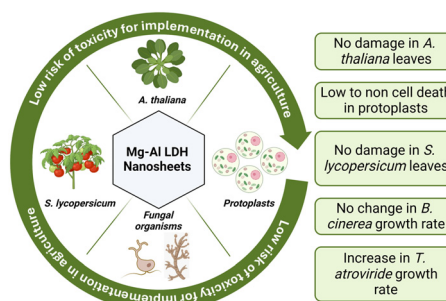 Low risk of toxicity for implementation in agriculture
A. thaliana
Mg-Al LDH
Nanosheets
S. lycopersicum
Protoplasts
Fungal
organisms
Low risk of toxicity for implementation in agriculture
No damage in A.
thaliana leaves
Low to non cell death
in protoplasts
No damage in S.
lycopersicum leaves
No change in B.
cinerea growth rate
Increase in T.
atroviride growth
rate